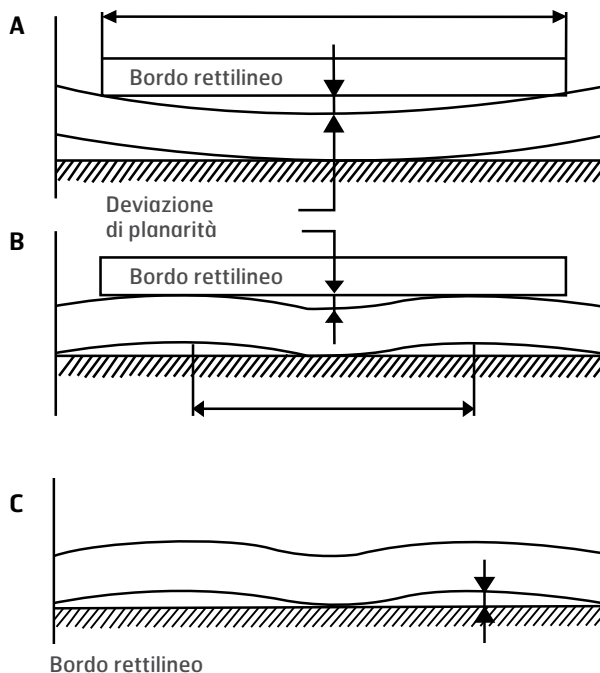 A
Bordo rettilineo
Deviazione
di planarità
B
Bordo rettilineo
C
Bordo rettilineo